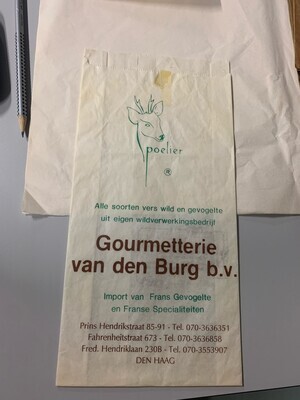 poelier
®
Alle soorten vers wild en gevogelte
uit eigen wildverwerkingsbedrijf
Gourmetterie
van den Burg b.v.
Import van Frans Gevogelte
en Franse Specialiteiten
Prins Hendrikstraat 85-91 - Tel. 070-3636351
Fahrenheitstraat 673 - Tel. 070-3636858
Fred. Hendriklaan 230B - Tel. 070-3553907
DEN HAAG